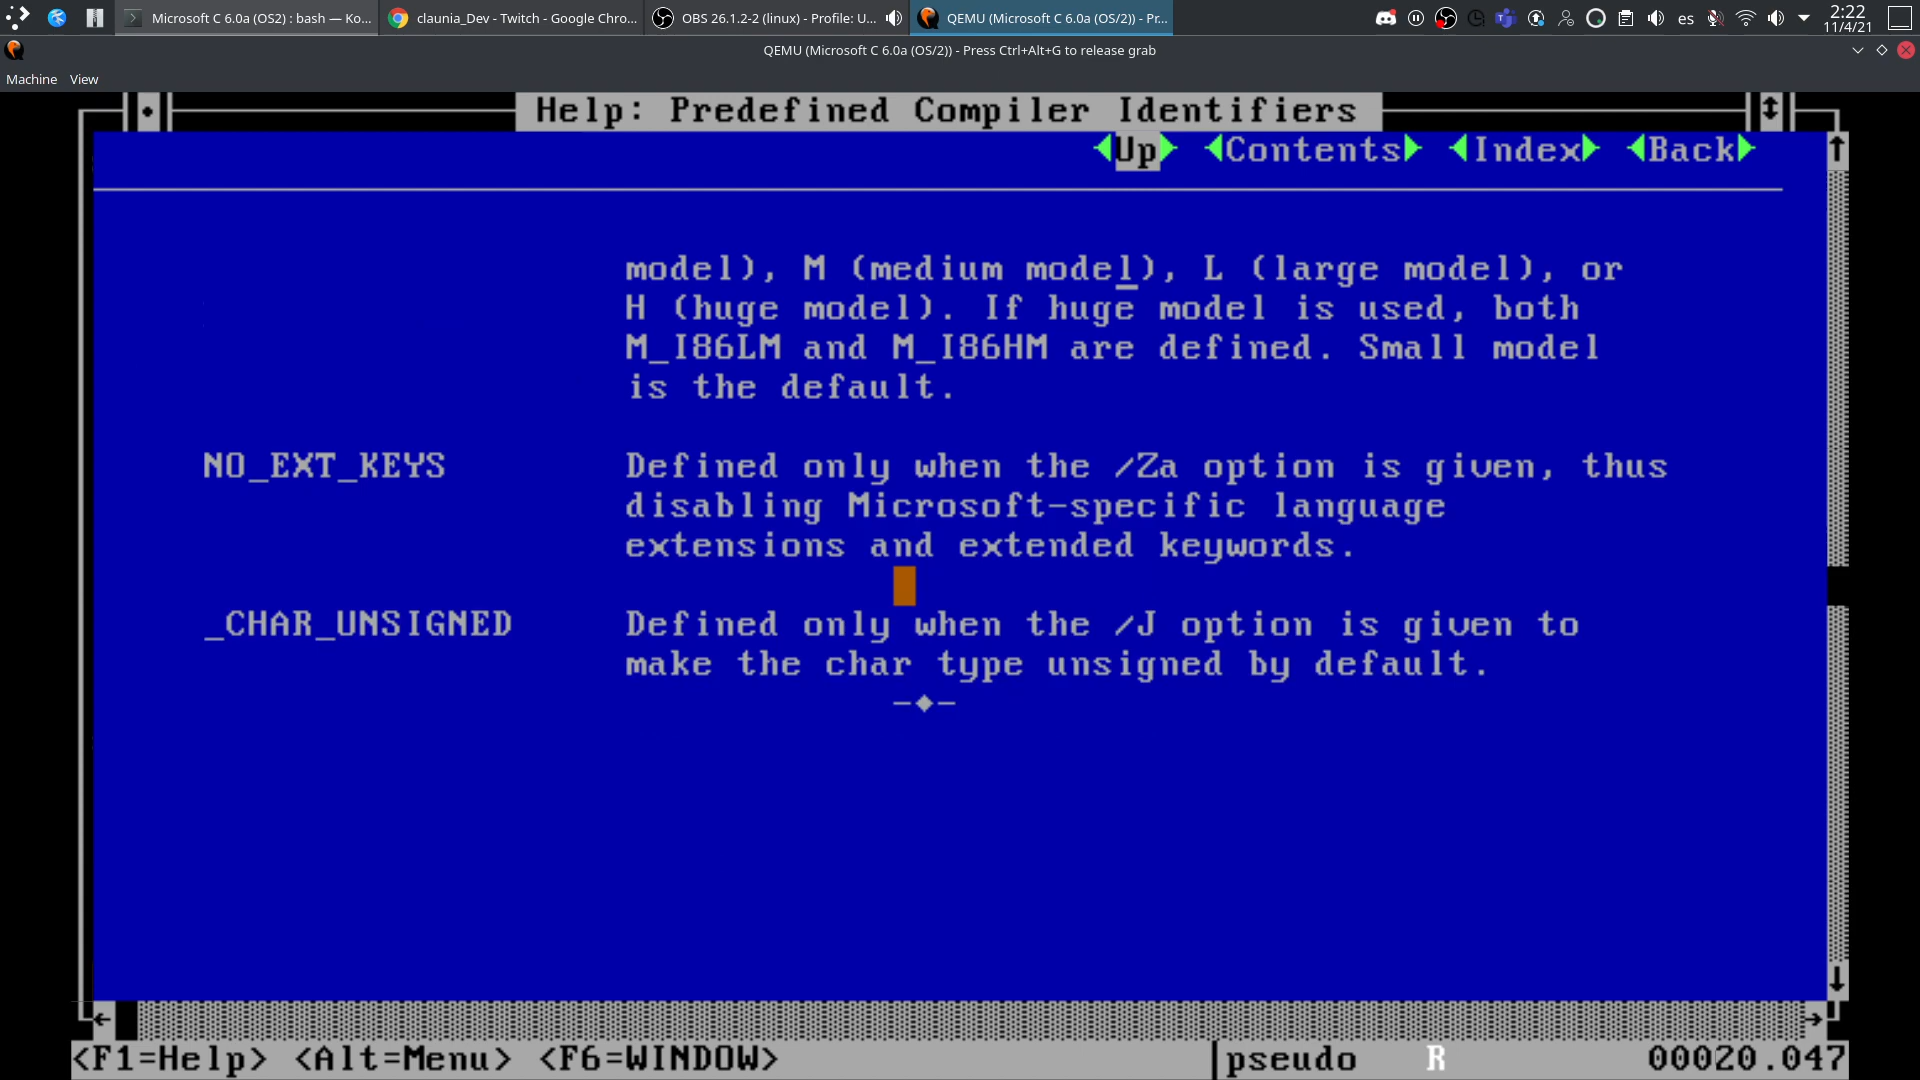 Microsoft C 6.0a (OS2) : bash — Ko...
claunia_Dev - Twitch - Google Chro...
OBS 26.1.2-2 (linux) - Profile: U...
QEMU (Microsoft C 6.0a (OS/2)) - Pr...
es
2:22
11/4/21
QEMU (Microsoft C 6.0a (OS/2)) - Press Ctrl+Alt+G to release grab
Machine View
Help: Predefined Compiler Identifiers
Up Contents Index Back
model), M (medium model), L (large model), or
H (huge model). If huge model is used, both
M_I86LM and M_I86HM are defined. Small model
is the default.
NO_EXT_KEYS Defined only when the /Za option is given, thus
disabling Microsoft-specific language
extensions and extended keywords.
_CHAR_UNSIGNED Defined only when the /J option is given to
make the char type unsigned by default.
<F1=Help> <Alt=Menu> <F6=WINDOW> pseudo R 00020.047